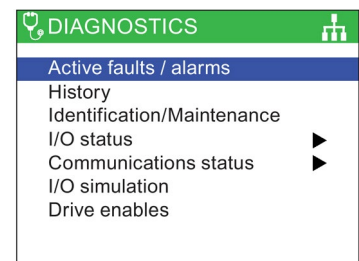 DIAGNOSTICS
Active faults / alarms
History
Identification/Maintenance
I/O status
Communications status
I/O simulation
Drive enables